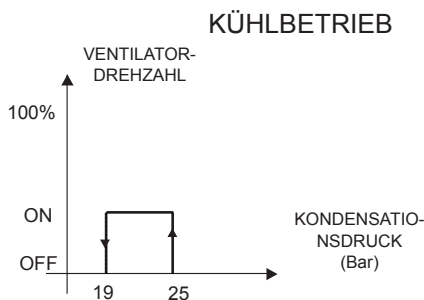 KÜHLBETRIEB
VENTILATOR-
DREHZAHL
100%
ON
OFF
KONDENSATIO-
NSDRUCK
(Bar)
19
25